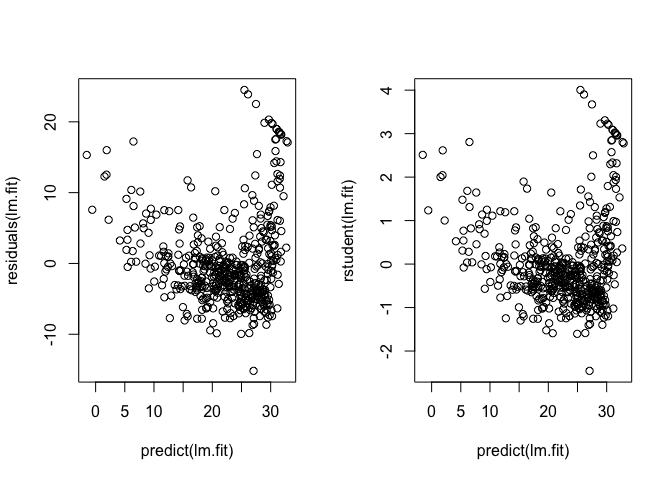 residuals(lm.fit)
20
10
0
-10
0 5 10 20 30
predict(lm.fit)
rstudent(lm.fit)
4
3
2
1
0
-1
-2
0 5 10 20 30
predict(lm.fit)